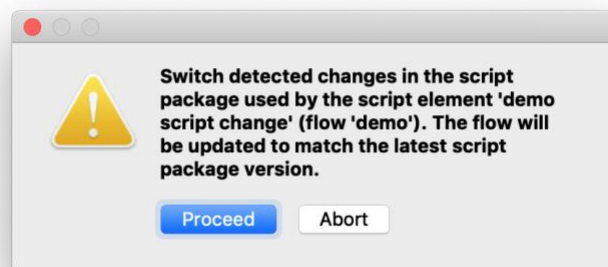 Switch detected changes in the script
package used by the script element 'demo
script change' (flow 'demo'). The flow will
be updated to match the latest script
package version.
Proceed Abort